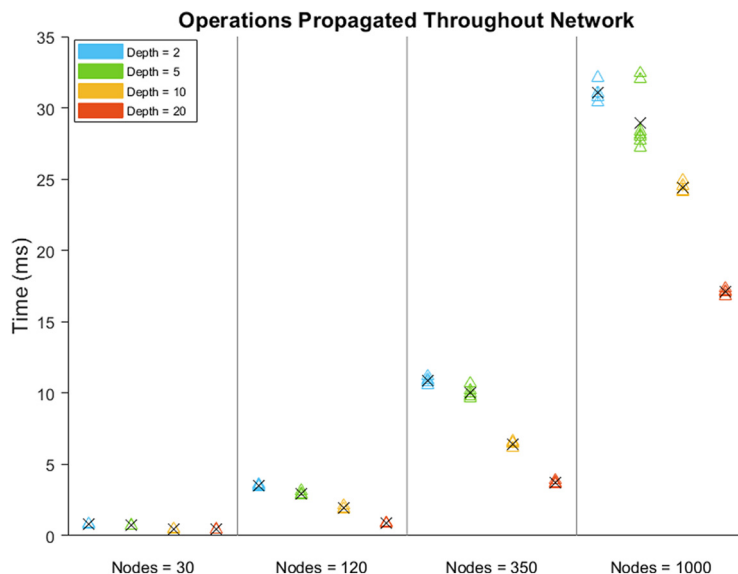 Operations Propagated Throughout Network
35
30
25
20
15
10
5
0
Time (ms)
Depth = 2
Depth = 5
Depth = 10
Depth = 20
Nodes = 30
Nodes = 120
Nodes = 350
Nodes = 1000